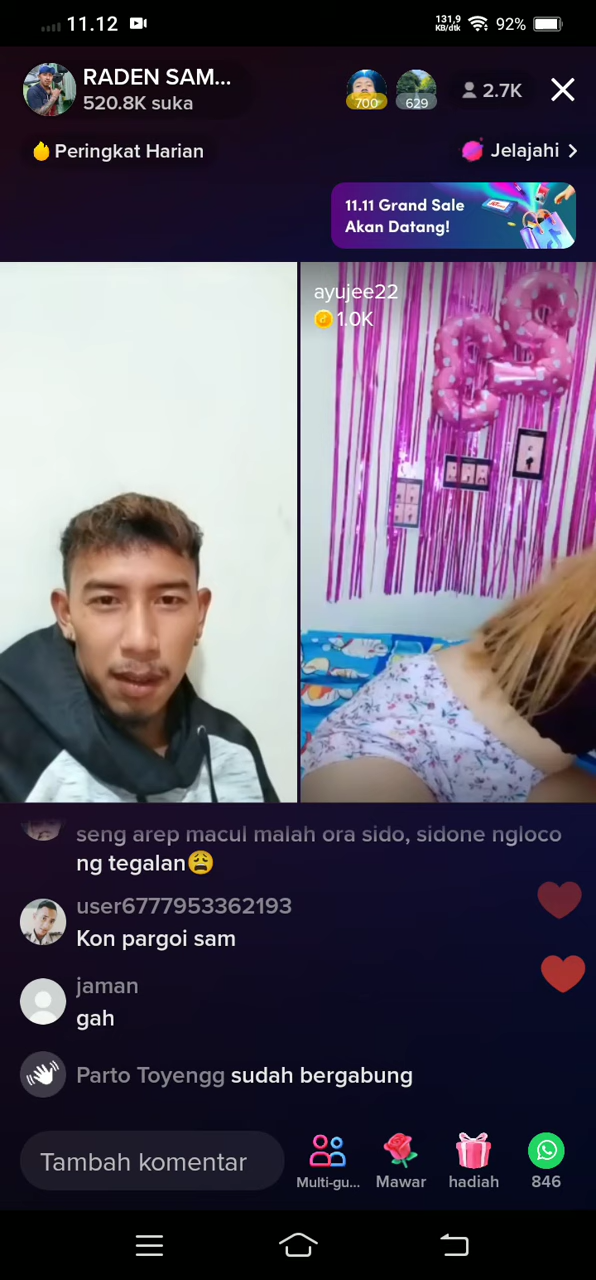 11.12
131,9
KB/dtk
92%
RADEN SAM...
520.8K suka
700
629
2.7K
Peringkat Harian
Jelajahi
11.11 Grand Sale
Akan Datang!
ayujee22
1.0K
seng arep macul malah ora sido, sidone ngloco
ng tegalan😩
user6777953362193
Kon pargoi sam
jaman
gah
Parto Toyengg sudah bergabung
Tambah komentar
Multi-gu...
Mawar
hadiah
846